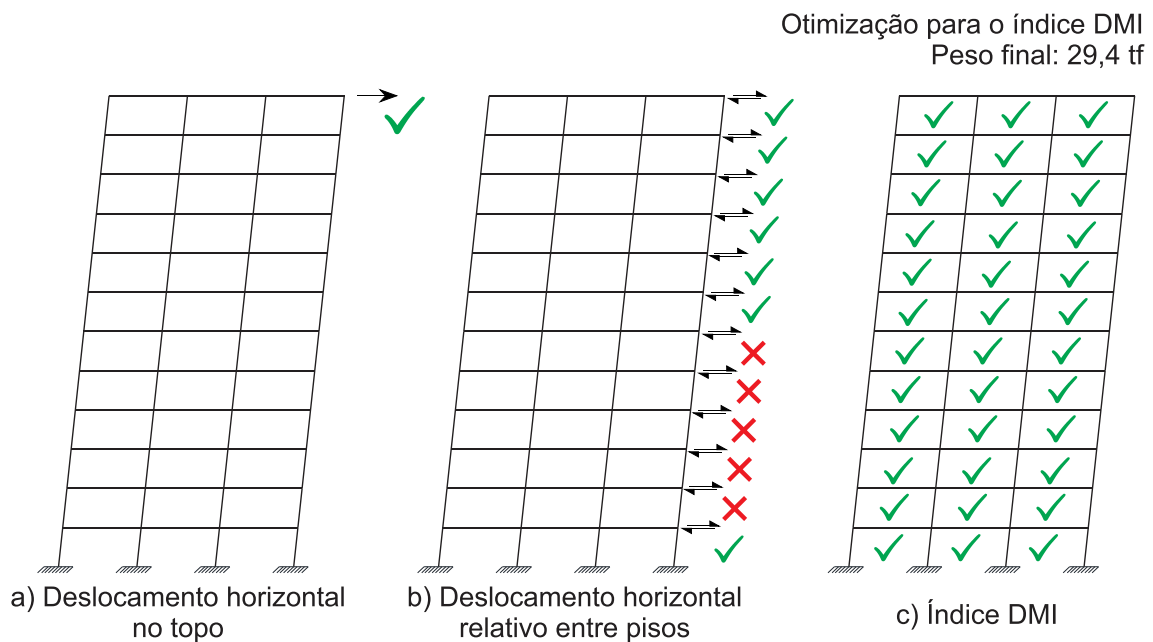 Otimização para o índice DMI
Peso final: 29,4 tf
a) Deslocamento horizontal
no topo
b) Deslocamento horizontal
relativo entre pisos
c) Índice DMI